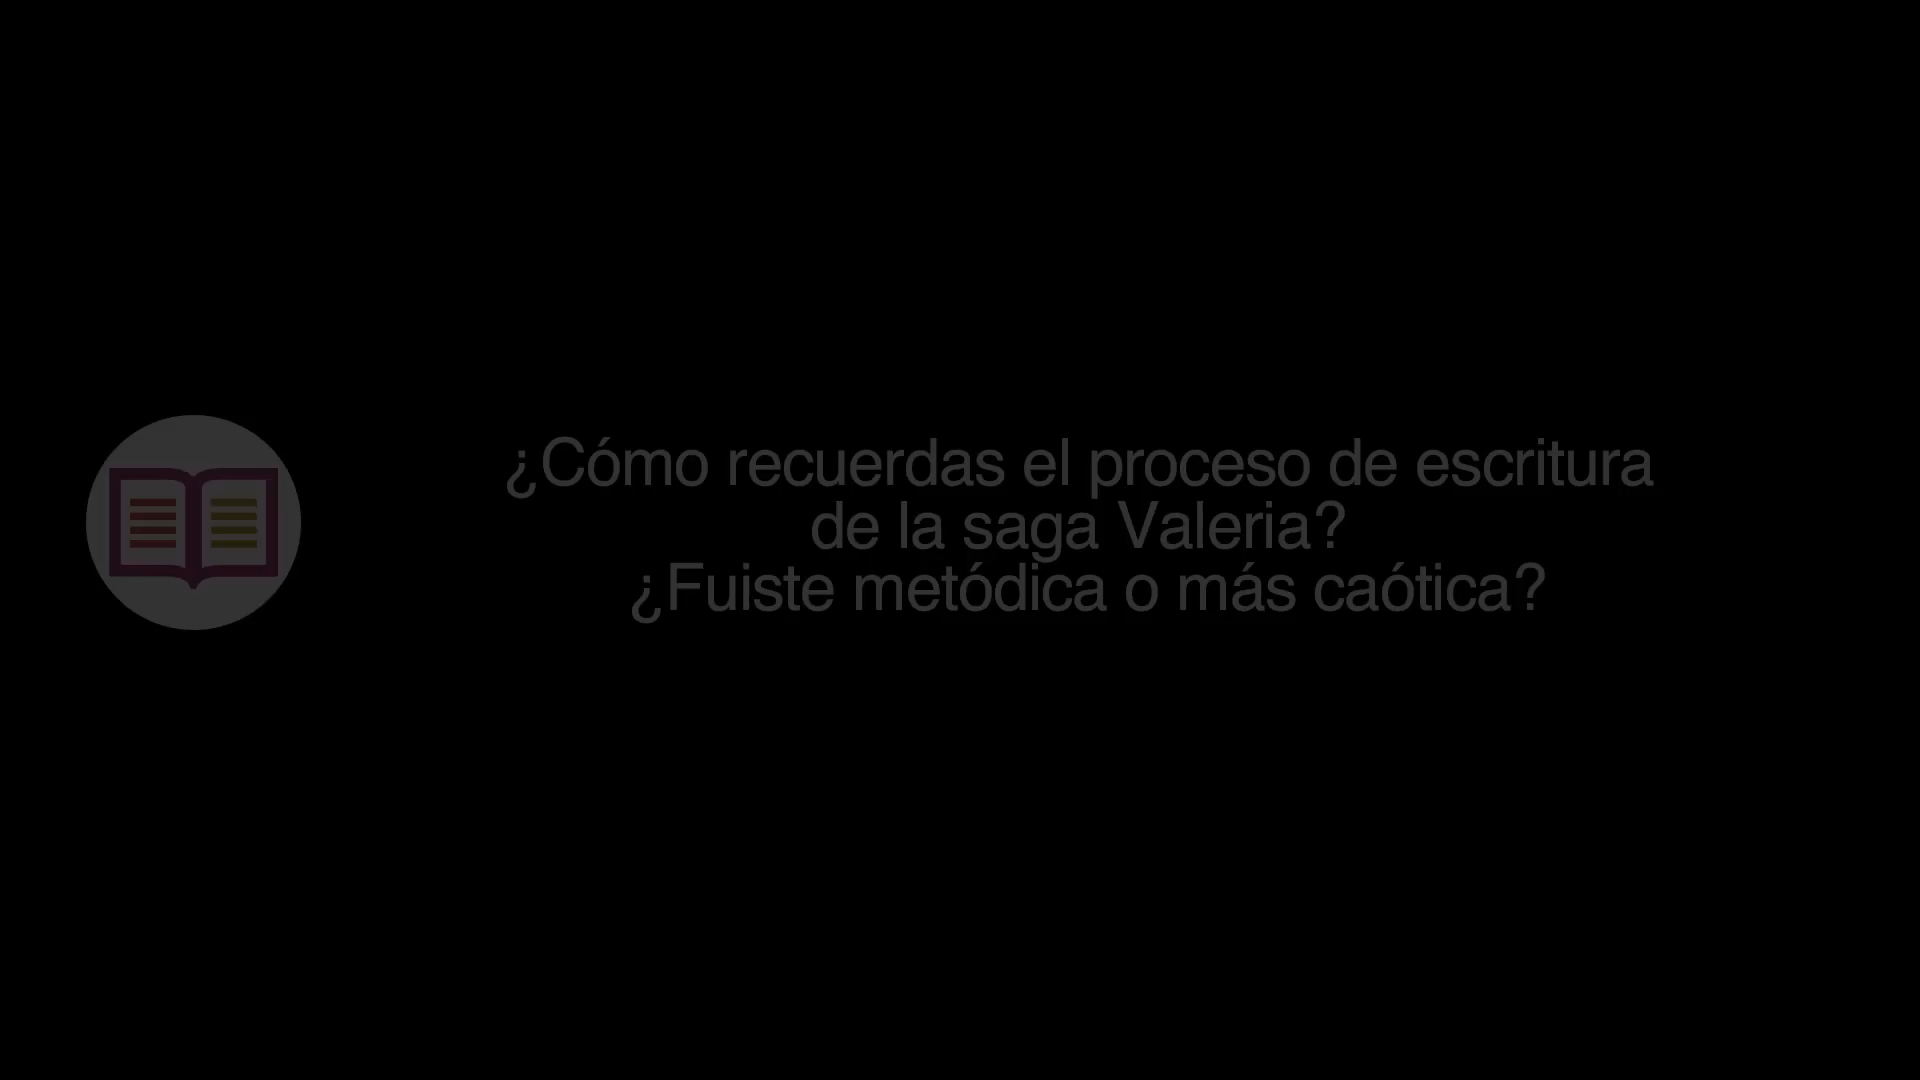 ¿Cómo recuerdas el proceso de escritura
de la saga Valeria?
¿Fuiste metódica o más caótica?